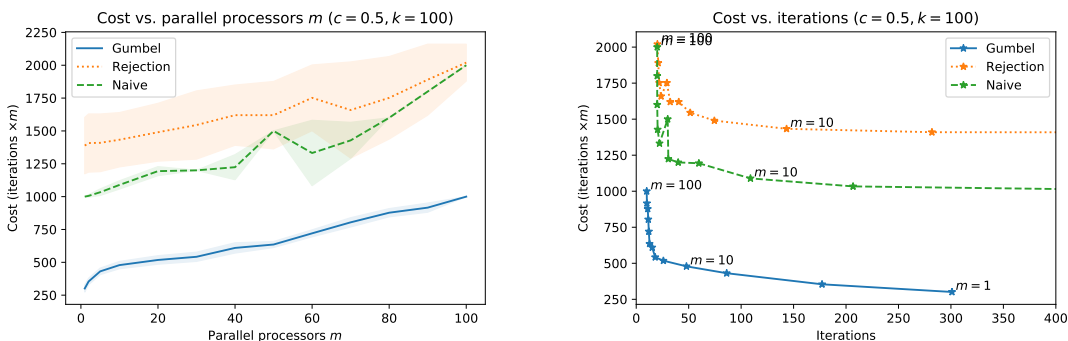 Cost vs. parallel processors m (c = 0.5, k = 100)
Cost (iterations ×m)
2250
2000
1750
1500
1250
1000
750
500
250
Gumbel
Rejection
Naive
0 20 40 60 80 100
Parallel processors m
Cost vs. iterations (c = 0.5, k = 100)
Cost (iterations ×m)
2000
1750
1500
1250
1000
750
500
250
m = 100
m = 100
m = 10
m = 10
m = 100
m = 10
m = 1
Gumbel
Rejection
Naive
0 50 100 150 200 250 300 350 400
Iterations